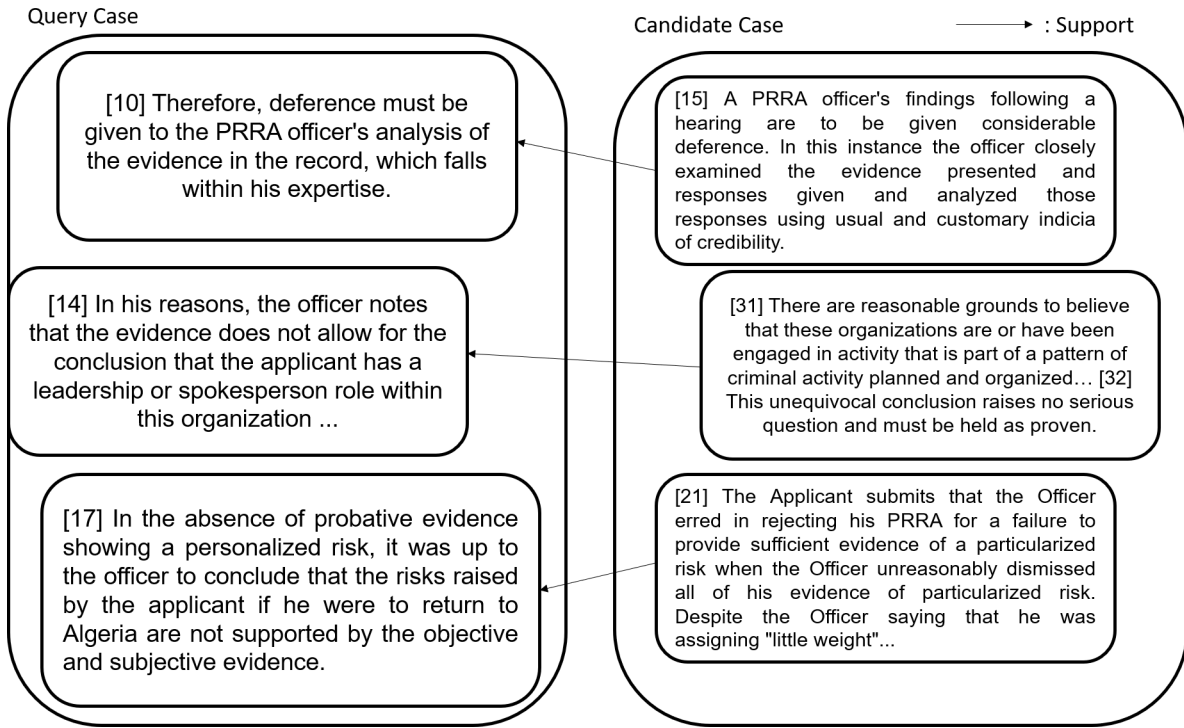 Query Case
[10] Therefore, deference must be
given to the PRRA officer's analysis of
the evidence in the record, which falls
within his expertise.
[14] In his reasons, the officer notes
that the evidence does not allow for the
conclusion that the applicant has a
leadership or spokesperson role within
this organization ...
[17] In the absence of probative evidence
showing a personalized risk, it was up to
the officer to conclude that the risks raised
by the applicant if he were to return to
Algeria are not supported by the objective
and subjective evidence.
Candidate Case
: Support
[15] A PRRA officer's findings following a
hearing are to be given considerable
deference. In this instance the officer closely
examined the evidence presented and
responses given and analyzed those
responses using usual and customary indicia
of credibility.
[31] There are reasonable grounds to believe
that these organizations are or have been
engaged in activity that is part of a pattern of
criminal activity planned and organized... [32]
This unequivocal conclusion raises no serious
question and must be held as proven.
[21] The Applicant submits that the Officer
erred in rejecting his PRRA for a failure to
provide sufficient evidence of a particularized
risk when the Officer unreasonably dismissed
all of his evidence of particularized risk.
Despite the Officer saying that he was
assigning "little weight"...